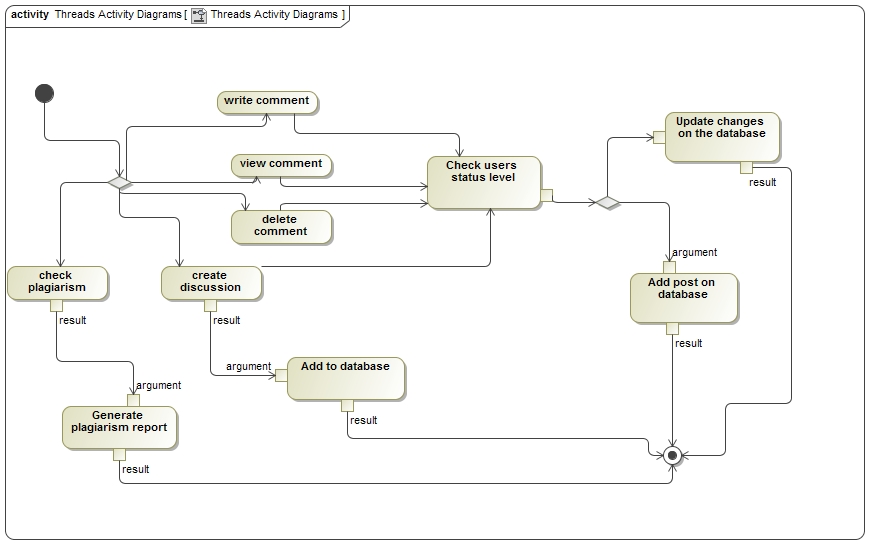 activity Threads Activity Diagrams [ Threads Activity Diagrams ]
write comment
Update changes
on the database
view comment
Check users
status level
result
delete
comment
argument
check
plagiarism
create
discussion
Add post on
database
result
result
result
argument
Add to database
argument
Generate
plagiarism report
result
result